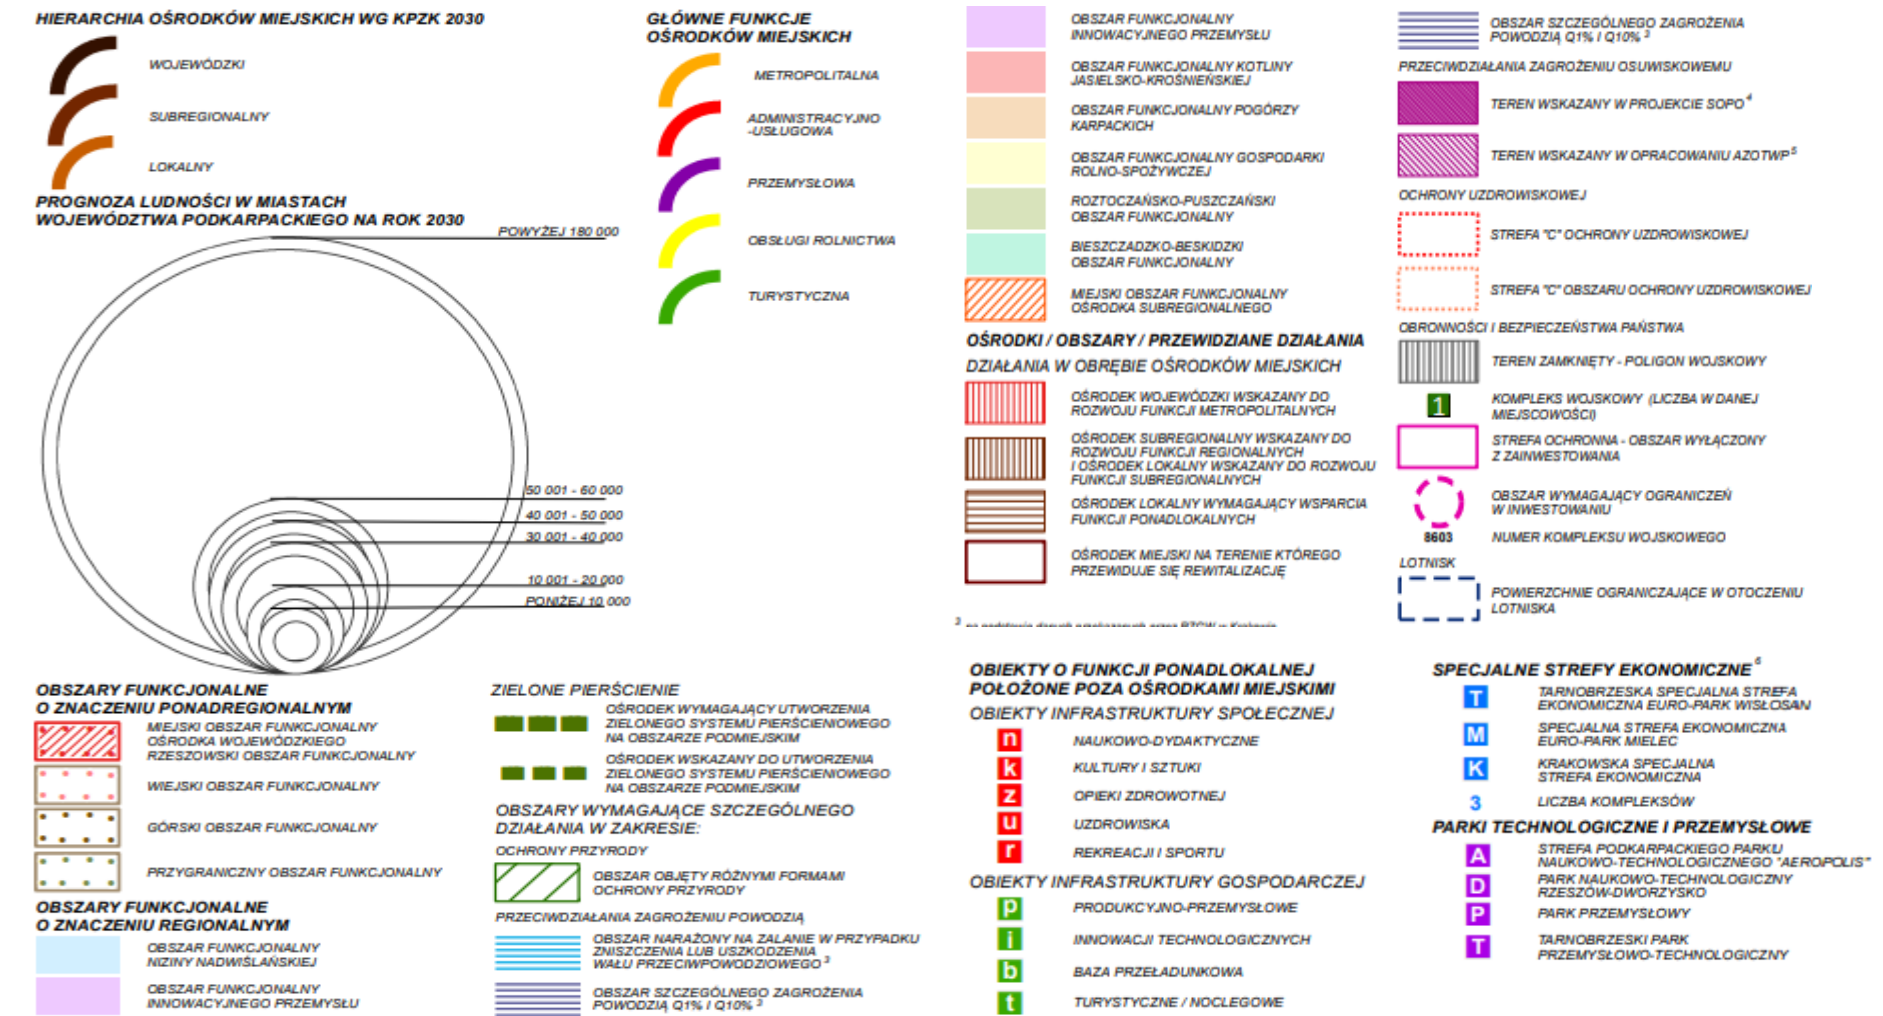 HIERARCHIA OŚRODKÓW MIEJSKICH WG KPZK 2030
WOJEWÓDZKI
SUBREGIONALNY
LOKALNY
PROGNOZA LUDNOŚCI W MIASTACH
WOJEWÓDZTWA PODKARPACKIEGO NA ROK 2030
POWYŻEJ 180 000
50 001 - 60 000
40 001 - 50 000
30 001 - 40 000
10 001 - 20 000
PONIŻEJ 10 000
GŁÓWNE FUNKCJE
OŚRODKÓW MIEJSKICH
METROPOLITALNA
ADMINISTRACYJNO
-USŁUGOWA
PRZEMYSŁOWA
OBSŁUGI ROLNICTWA
TURYSTYCZNA
OBSZAR FUNKCJONALNY
INNOWACYJNEGO PRZEMYSŁU
OBSZAR FUNKCJONALNY KOTLINY
JASIELSKO-KROŚNIEŃSKIEJ
OBSZAR FUNKCJONALNY POGÓRZY
KARPACKICH
OBSZAR FUNKCJONALNY GOSPODARKI
ROLNO-SPOŻYWCZEJ
ROZTOCZAŃSKO-PUSZCZAŃSKI
OBSZAR FUNKCJONALNY
BIESZCZADZKO-BESKIDZKI
OBSZAR FUNKCJONALNY
MIEJSKI OBSZAR FUNKCJONALNY
OŚRODKA SUBREGIONALNEGO
OŚRODKI / OBSZARY / PRZEWIDZIANE DZIAŁANIA
DZIAŁANIA W OBRĘBIE OŚRODKÓW MIEJSKICH
OŚRODEK WOJEWÓDZKI WSKAZANY DO
ROZWOJU FUNKCJI METROPOLITALNYCH
OŚRODEK SUBREGIONALNY WSKAZANY DO
ROZWOJU FUNKCJI REGIONALNYCH
I OŚRODEK LOKALNY WSKAZANY DO ROZWOJU
FUNKCJI SUBREGIONALNYCH
OŚRODEK LOKALNY WYMAGAJĄCY WSPARCIA
FUNKCJI PONADLOKALNYCH
OŚRODEK MIEJSKI NA TERENIE KTÓREGO
PRZEWIDUJE SIĘ REWITALIZACJĘ
3
OBSZAR SZCZEGÓLNEGO ZAGROŻENIA
POWODZIĄ Q1% I Q10% 3
PRZECIWDZIAŁANIA ZAGROŻENIU OSUWISKOWEMU
TEREN WSKAZANY W PROJEKCIE SOPO 4
TEREN WSKAZANY W OPRACOWANIU AZOTWP 5
OCHRONY UZDROWISKOWEJ
STREFA "C" OCHRONY UZDROWISKOWEJ
STREFA "C" OBSZARU OCHRONY UZDROWISKOWEJ
OBRONNOŚCI I BEZPIECZEŃSTWA PAŃSTWA
TEREN ZAMKNIĘTY - POLIGON WOJSKOWY
1
KOMPLEKS WOJSKOWY (LICZBA W DANEJ
MIEJSCOWOŚCI)
STREFA OCHRONNA - OBSZAR WYŁĄCZONY
Z ZAINWESTOWANIA
OBSZAR WYMAGAJĄCY OGRANICZEŃ
W INWESTOWANIU
8603 NUMER KOMPLEKSU WOJSKOWEGO
LOTNISK
POWIERZCHNIE OGRANICZAJĄCE W OTOCZENIU
LOTNISKA
OBSZARY FUNKCJONALNE
O ZNACZENIU PONADREGIONALNYM
MIEJSKI OBSZAR FUNKCJONALNY
OŚRODKA WOJEWÓDZKIEGO
RZESZOWSKI OBSZAR FUNKCJONALNY
WIEJSKI OBSZAR FUNKCJONALNY
GÓRSKI OBSZAR FUNKCJONALNY
PRZYGRANICZNY OBSZAR FUNKCJONALNY
OBSZARY FUNKCJONALNE
O ZNACZENIU REGIONALNYM
OBSZAR FUNKCJONALNY
NIZINY NADWIŚLAŃSKIEJ
OBSZAR FUNKCJONALNY
INNOWACYJNEGO PRZEMYSŁU
ZIELONE PIERŚCIENIE
OŚRODEK WYMAGAJĄCY UTWORZENIA
ZIELONEGO SYSTEMU PIERŚCIENIOWEGO
NA OBSZARZE PODMIEJSKIM
OŚRODEK WSKAZANY DO UTWORZENIA
ZIELONEGO SYSTEMU PIERŚCIENIOWEGO
NA OBSZARZE PODMIEJSKIM
OBSZARY WYMAGAJĄCE SZCZEGÓLNEGO
DZIAŁANIA W ZAKRESIE:
OCHRONY PRZYRODY
OBSZAR OBJĘTY RÓŻNYMI FORMAMI
OCHRONY PRZYRODY
PRZECIWDZIAŁANIA ZAGROŻENIU POWODZIĄ
OBSZAR NARAŻONY NA ZALANIE W PRZYPADKU
ZNISZCZENIA LUB USZKODZENIA
WAŁU PRZECIWPOWODZIOWEGO 3
OBSZAR SZCZEGÓLNEGO ZAGROŻENIA
POWODZIĄ Q1% I Q10% 3
OBIEKTY O FUNKCJI PONADLOKALNEJ
POŁOŻONE POZA OŚRODKAMI MIEJSKIMI
OBIEKTY INFRASTRUKTURY SPOŁECZNEJ
n NAUKOWO-DYDAKTYCZNE
k KULTURY I SZTUKI
z OPIEKI ZDROWOTNEJ
u UZDROWISKA
r REKREACJI I SPORTU
OBIEKTY INFRASTRUKTURY GOSPODARCZEJ
p PRODUKCYJNO-PRZEMYSŁOWE
i INNOWACJI TECHNOLOGICZNYCH
b BAZA PRZEŁADUNKOWA
t TURYSTYCZNE / NOCLEGOWE
SPECJALNE STREFY EKONOMICZNE 6
T TARNOBRZESKA SPECJALNA STREFA
EKONOMICZNA EURO-PARK WISŁOSAN
M SPECJALNA STREFA EKONOMICZNA
EURO-PARK MIELEC
K KRAKOWSKA SPECJALNA
STREFA EKONOMICZNA
3 LICZBA KOMPLEKSÓW
PARKI TECHNOLOGICZNE I PRZEMYSŁOWE
A STREFA PODKARPACKIEGO PARKU
NAUKOWO-TECHNOLOGICZNEGO "AEROPOLIS"
D PARK NAUKOWO-TECHNOLOGICZNY
RZESZÓW-DWORZYSKO
P PARK PRZEMYSŁOWY
T TARNOBRZESKI PARK
PRZEMYSŁOWO-TECHNOLOGICZNY